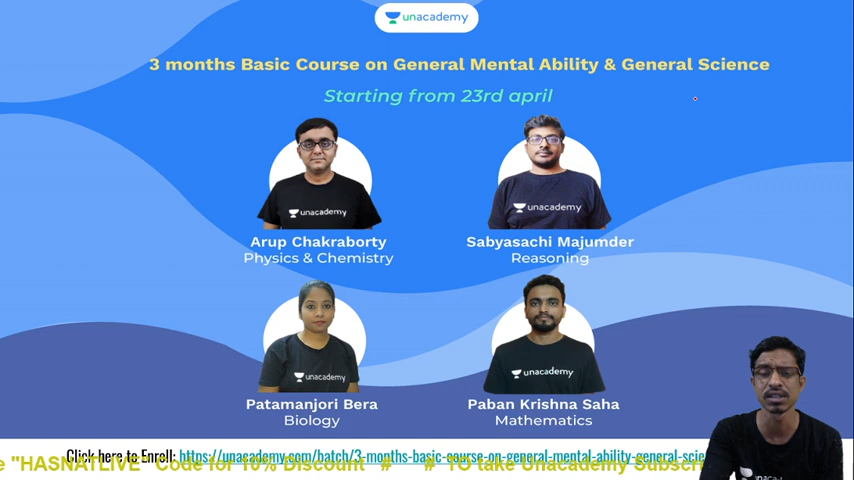 unacademy
3 months Basic Course on General Mental Ability & General Science
Starting from 23rd april
unacademy
unacademy
Arup Chakraborty
Sabyasachi Majumder
Physics & Chemistry
Reasoning
unacademy
unacademy
Patamanjori Bera
Paban Krishna Saha
Biology
Mathematics
Click here to Enroll: https://unacademy.com/batch/3-months-basic-course-on-general-mental-ability-general-scie
"HASNATLIVE" Code for 10% Discount # # TO take Unacademy Subscr
unacademy